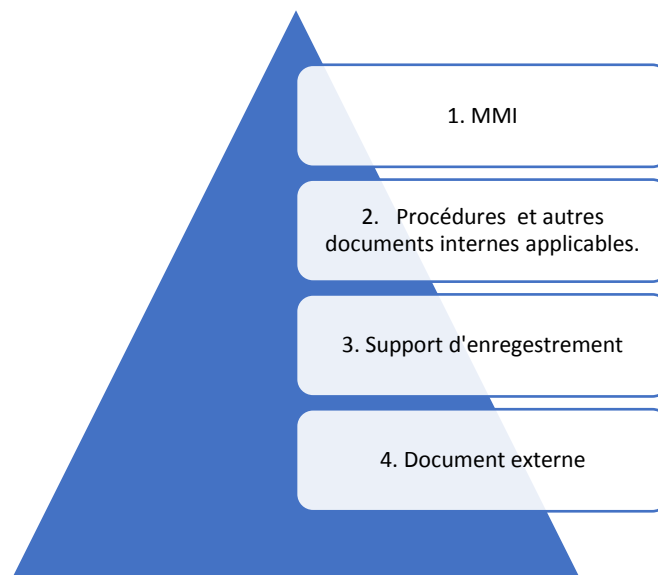 1. MMI
2. Procédures et autres
documents internes applicables.
3. Support d'enregestrement
4. Document externe